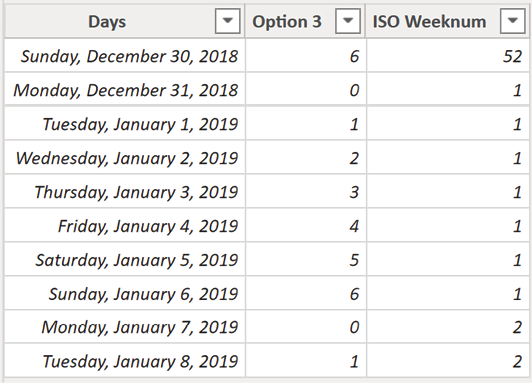 Days Option 3 ISO Weeknum
Sunday, December 30, 2018 6 52
Monday, December 31, 2018 0 1
Tuesday, January 1, 2019 1 1
Wednesday, January 2, 2019 2 1
Thursday, January 3, 2019 3 1
Friday, January 4, 2019 4 1
Saturday, January 5, 2019 5 1
Sunday, January 6, 2019 6 1
Monday, January 7, 2019 0 2
Tuesday, January 8, 2019 1 2